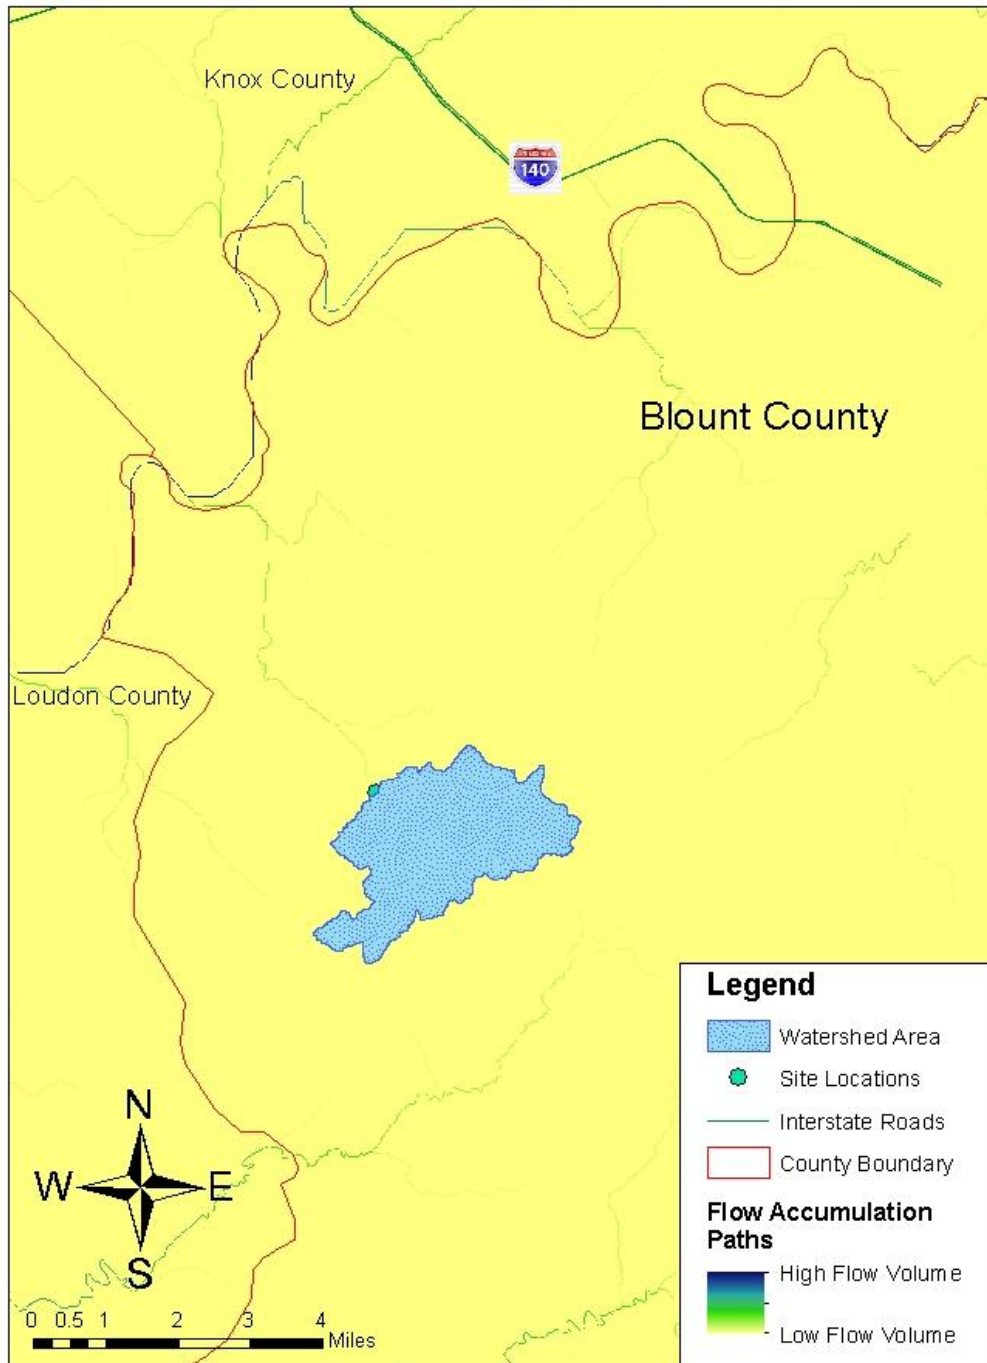 Knox County
140
Blount County
Loudon County
N
W
E
S
0 0.5 1 2 3 4
Miles
Legend
Watershed Area
Site Locations
Interstate Roads
County Boundary
Flow Accumulation
Paths
High Flow Volume
Low Flow Volume